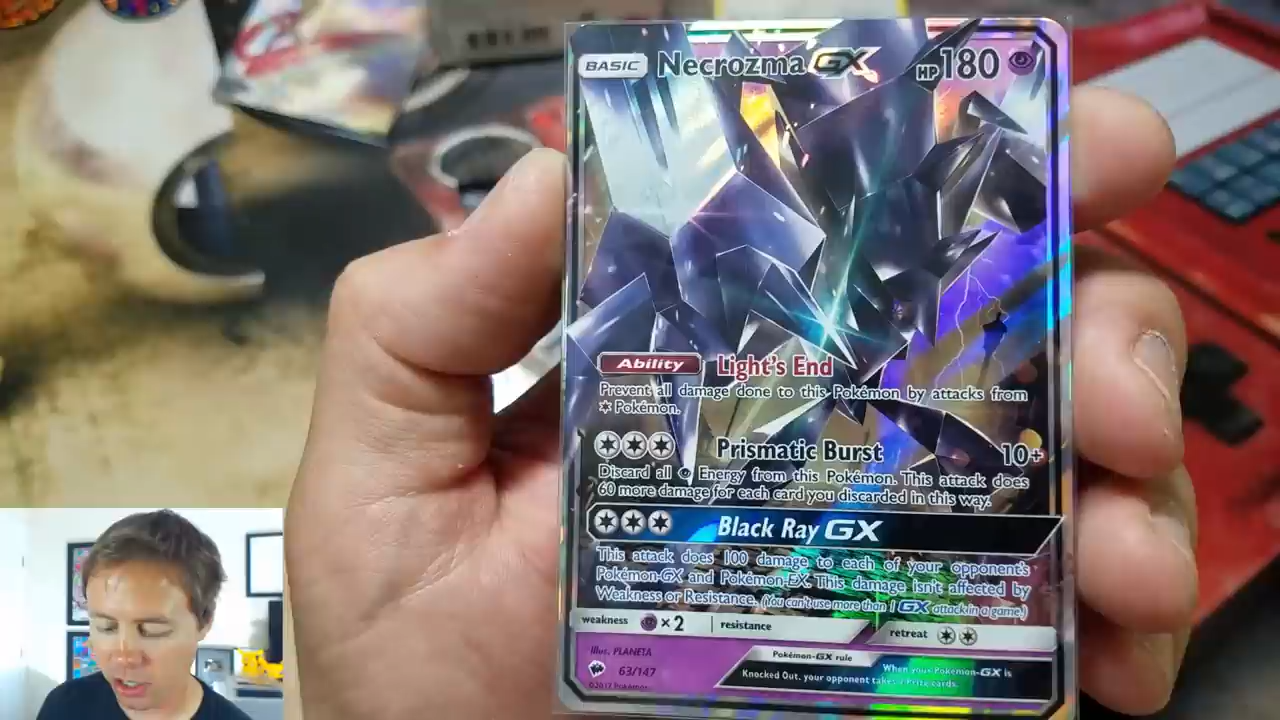 BASIC Necrozma GX HP 180
Ability Light's End
Prevent all damage done to this Pokémon by attacks from
Pokémon.
Prismatic Burst 10+
Discard all Energy from this Pokémon. This attack does
60 more damage for each card you discarded in this way.
Black Ray GX
This attack does 100 damage to each of your opponent's
Pokémon-GX and Pokémon-EX. This damage isn't affected by
Weakness or Resistance. (You can't use more than 1 GX attack in a game.)
weakness ×2 resistance retreat
Illus. PLANETA
Pokémon-GX rule
When your Pokémon-GX is
63/147
Knocked Out, your opponent takes 2 Prize cards.
©2017 Pokémon